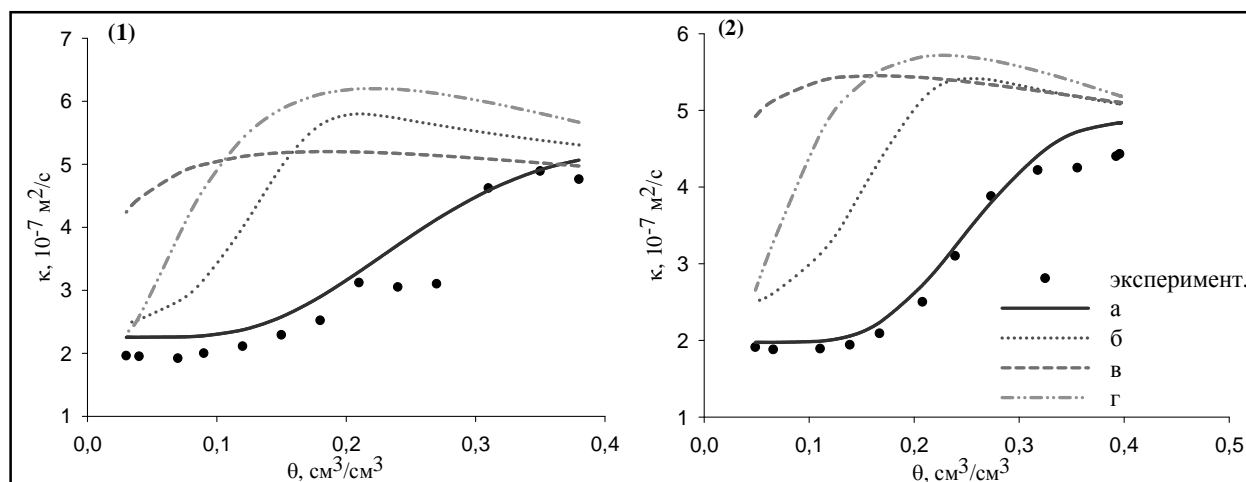 (1)
7
6
5
4
3
2
1
κ, 10⁻⁷ м²/с
0,0 0,1 0,2 0,3 0,4
θ, см³/см³
(2)
6
5
4
3
2
1
κ, 10⁻⁷ м²/с
0,0 0,1 0,2 0,3 0,4 0,5
θ, см³/см³
эксперимент.
а
б
в
г